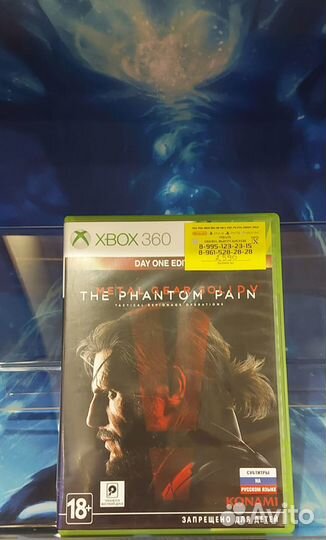 XBOX 360
8-995-123-23-15
8-961-528-28-28
DAY ONE EDI
METAL GEAR SOLID V
THE PHANTOM PAIN
TACTICAL ESPIONAGE OPERATIONS
СУБТИТРЫ
НА
РУССКОМ ЯЗЫКЕ
18+
KONAMI
ЗАПРЕЩЕНО ДЛЯ ДЕТЕЙ
Avito